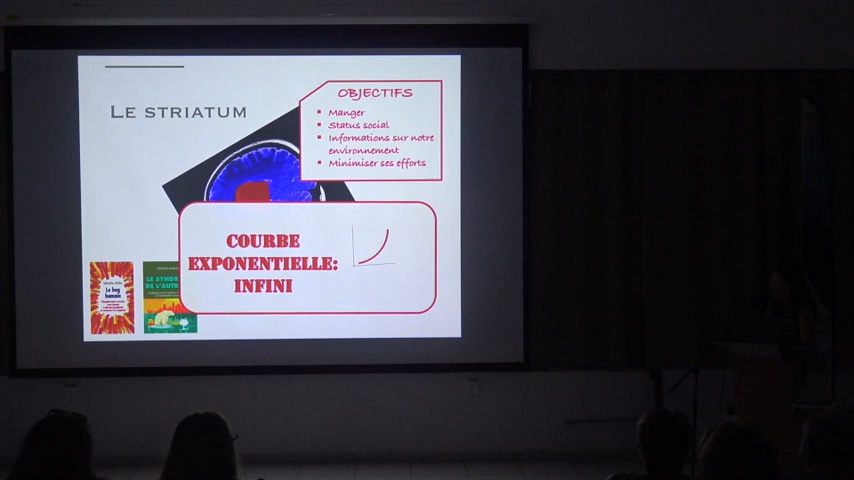 LE STRIATUM
OBJECTIFS
Manger
Status social
Informations sur notre
environnement
Minimiser ses efforts
COURBE
EXPONENTIELLE:
INFINI
Le bug
humain
LE SYNDR
DE L'AUTR